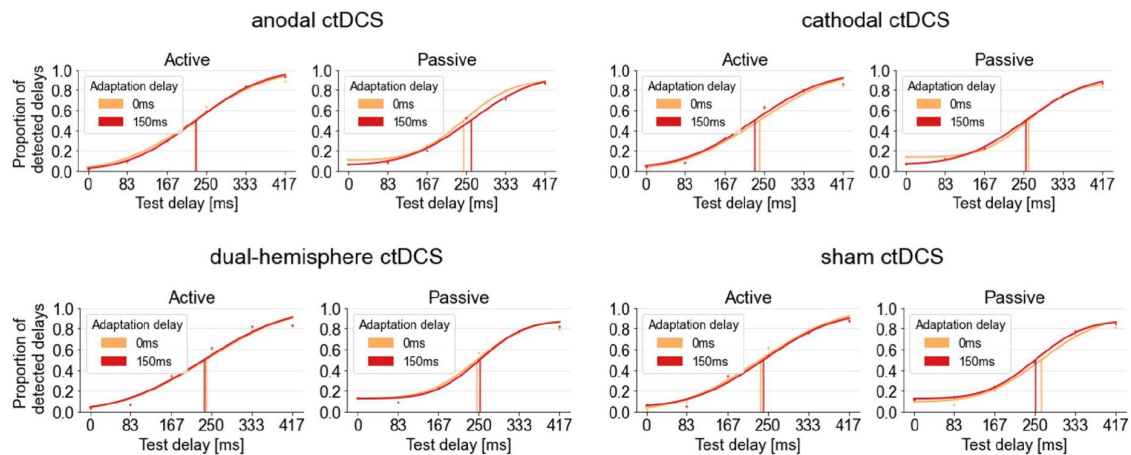 anodal ctDCS
cathodal ctDCS
Active
Passive
Active
Passive
Proportion of
detected delays
1.0
0.8
0.6
0.4
0.2
0.0
Adaptation delay
0ms
150ms
0 83 167 250 333 417
Test delay [ms]
1.0
0.8
0.6
0.4
0.2
0.0
Adaptation delay
0ms
150ms
0 83 167 250 333 417
Test delay [ms]
1.0
0.8
0.6
0.4
0.2
0.0
Adaptation delay
0ms
150ms
0 83 167 250 333 417
Test delay [ms]
1.0
0.8
0.6
0.4
0.2
0.0
Adaptation delay
0ms
150ms
0 83 167 250 333 417
Test delay [ms]
dual-hemisphere ctDCS
sham ctDCS
Active
Passive
Active
Passive
Proportion of
detected delays
1.0
0.8
0.6
0.4
0.2
0.0
Adaptation delay
0ms
150ms
0 83 167 250 333 417
Test delay [ms]
1.0
0.8
0.6
0.4
0.2
0.0
Adaptation delay
0ms
150ms
0 83 167 250 333 417
Test delay [ms]
1.0
0.8
0.6
0.4
0.2
0.0
Adaptation delay
0ms
150ms
0 83 167 250 333 417
Test delay [ms]
1.0
0.8
0.6
0.4
0.2
0.0
Adaptation delay
0ms
150ms
0 83 167 250 333 417
Test delay [ms]